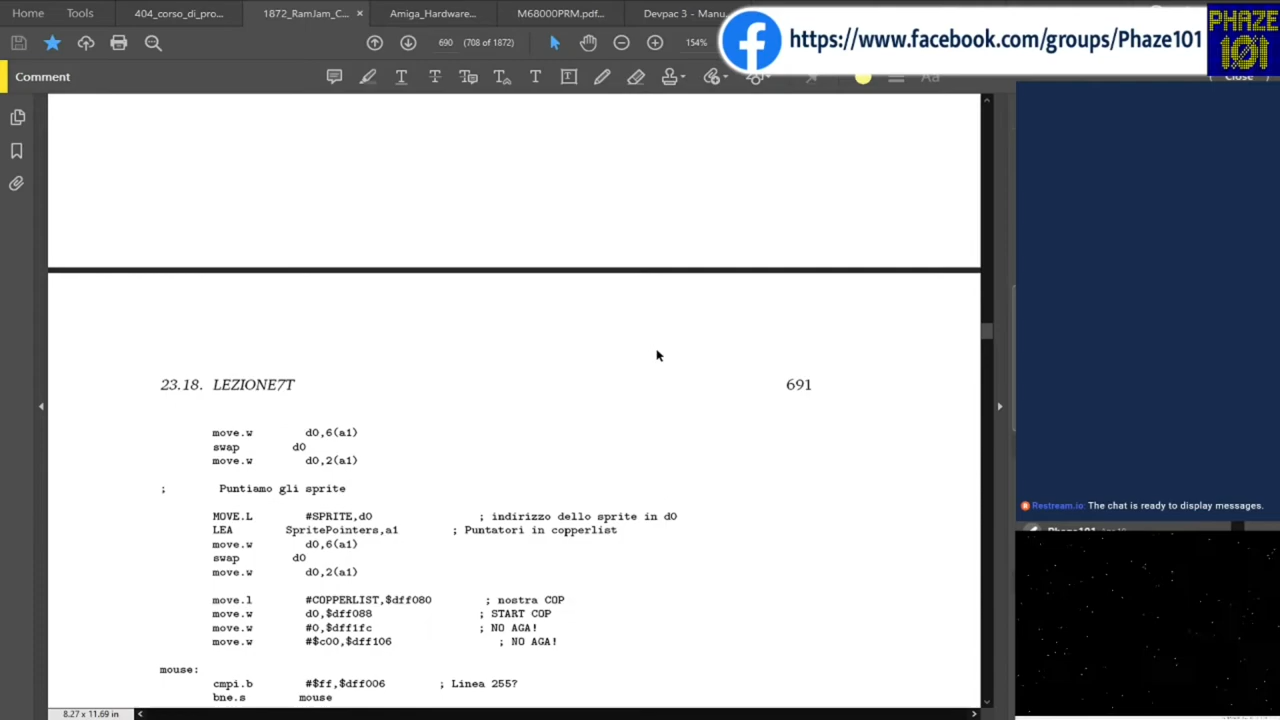 Home
Tools
404_corso_di_pro...
1872_RamJam_C...
×
Amiga_Hardware...
M68000PRM.pdf...
Devpac 3 - Manu...
https://www.facebook.com/groups/Phaze101
PHAZE
101
690
(708 of 1872)
154%
Comment
Close
23.18. LEZIONE7T
691
move.w d0,6(a1)
swap d0
move.w d0,2(a1)
; Puntiamo gli sprite
MOVE.L #SPRITE,d0 ; indirizzo dello sprite in d0
LEA SpritePointers,a1 ; Puntatori in copperlist
move.w d0,6(a1)
swap d0
move.w d0,2(a1)
move.l #COPPERLIST,$dff080 ; nostra COP
move.w d0,$dff088 ; START COP
move.w #0,$dff1fc ; NO AGA!
move.w #$c00,$dff106 ; NO AGA!
mouse:
cmpi.b #$ff,$dff006 ; Linea 255?
bne.s mouse
Restream.io: The chat is ready to display messages.
8.27 x 11.69 in